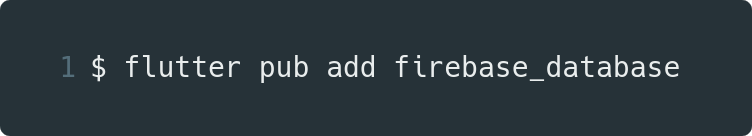 1 $ flutter pub add firebase_database